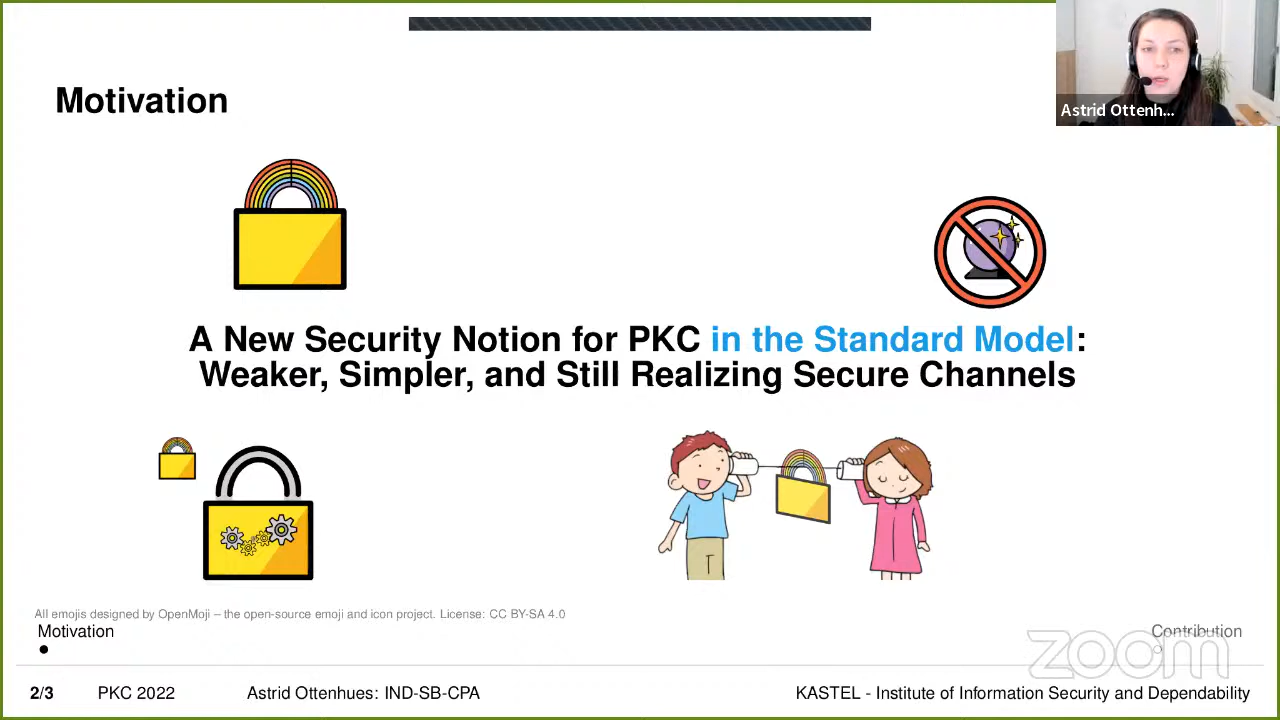 Motivation
Astrid Ottenh...
A New Security Notion for PKC in the Standard Model:
Weaker, Simpler, and Still Realizing Secure Channels
All emojis designed by OpenMoji – the open-source emoji and icon project. License: CC BY-SA 4.0
Motivation
Contribution
zoom
2/3 PKC 2022 Astrid Ottenhues: IND-SB-CPA KASTEL - Institute of Information Security and Dependability